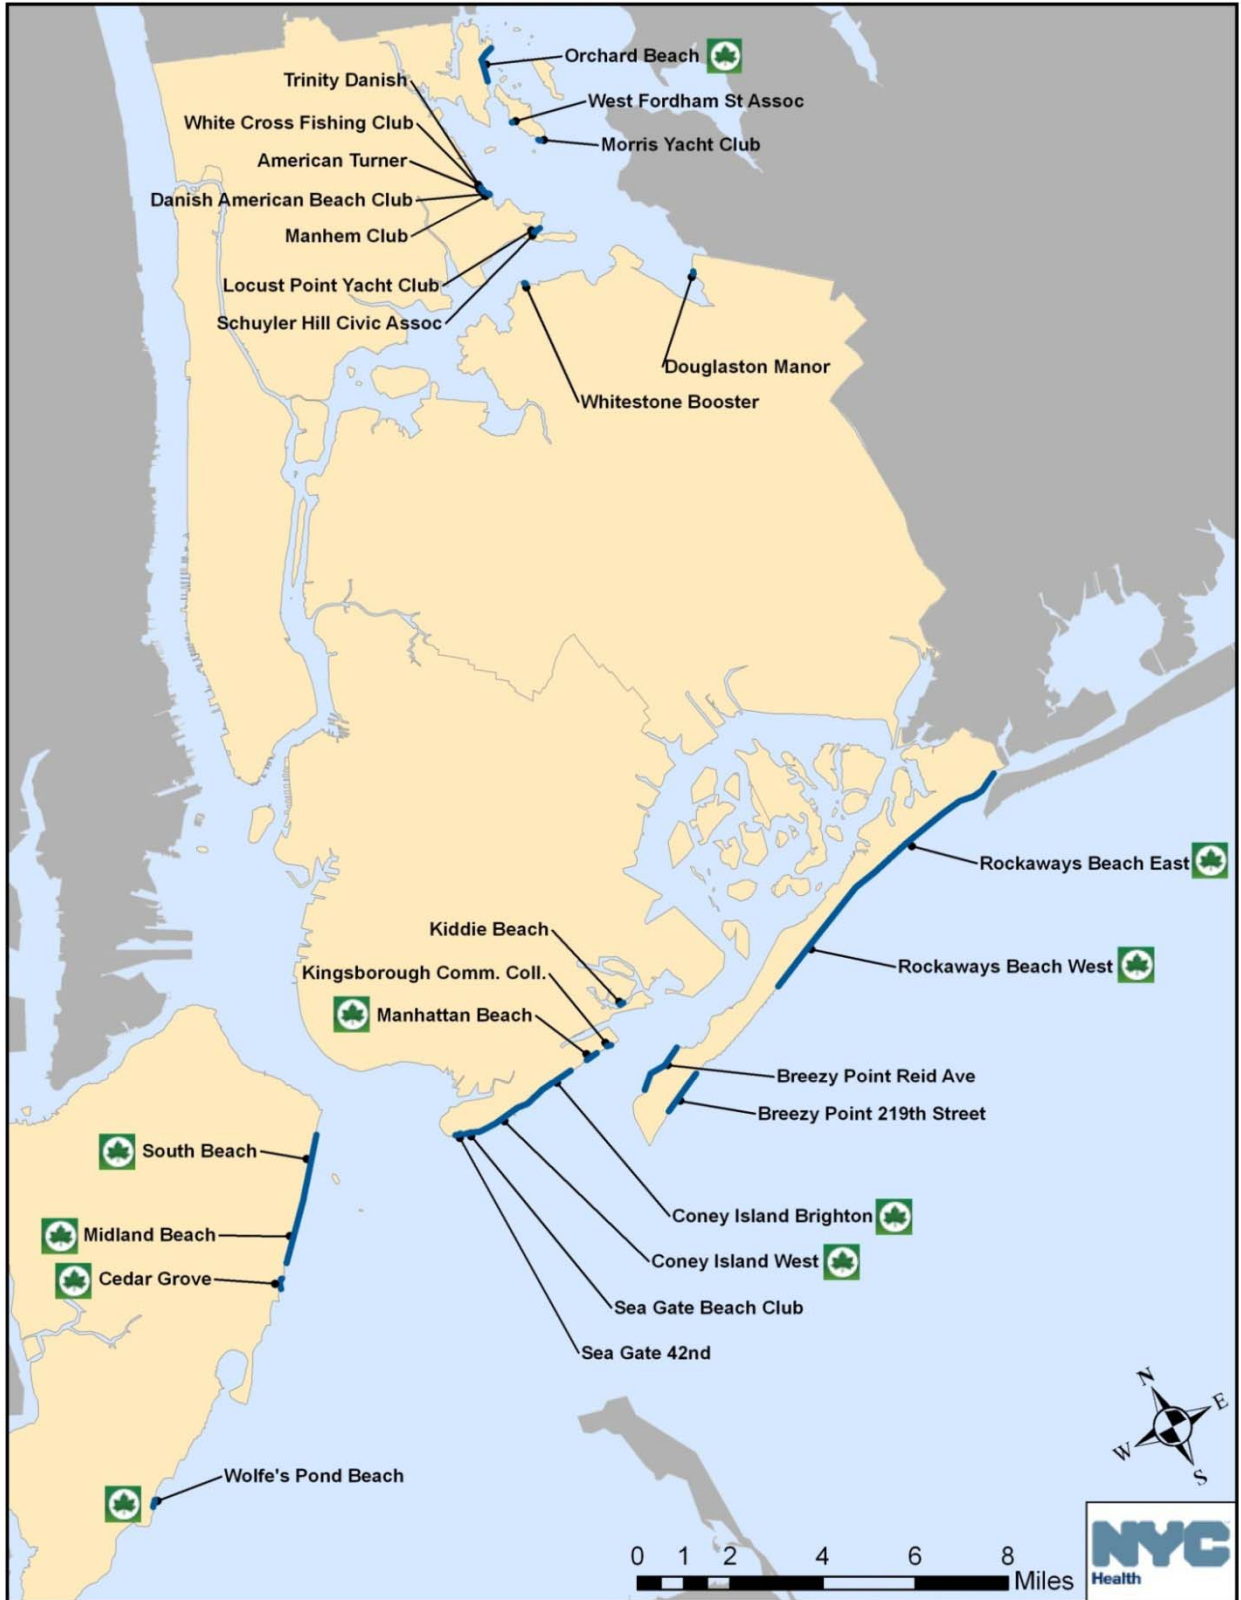 Orchard Beach
Trinity Danish
West Fordham St Assoc
White Cross Fishing Club
Morris Yacht Club
American Turner
Danish American Beach Club
Manhem Club
Locust Point Yacht Club
Schuyler Hill Civic Assoc
Douglaston Manor
Whitestone Booster
Rockaways Beach East
Kiddie Beach
Rockaways Beach West
Kingsborough Comm. Coll.
Manhattan Beach
Breezy Point Reid Ave
Breezy Point 219th Street
South Beach
Coney Island Brighton
Midland Beach
Coney Island West
Cedar Grove
Sea Gate Beach Club
Sea Gate 42nd
N
E
W
S
Wolfe's Pond Beach
0 1 2 4 6 8
Miles
NYC
Health